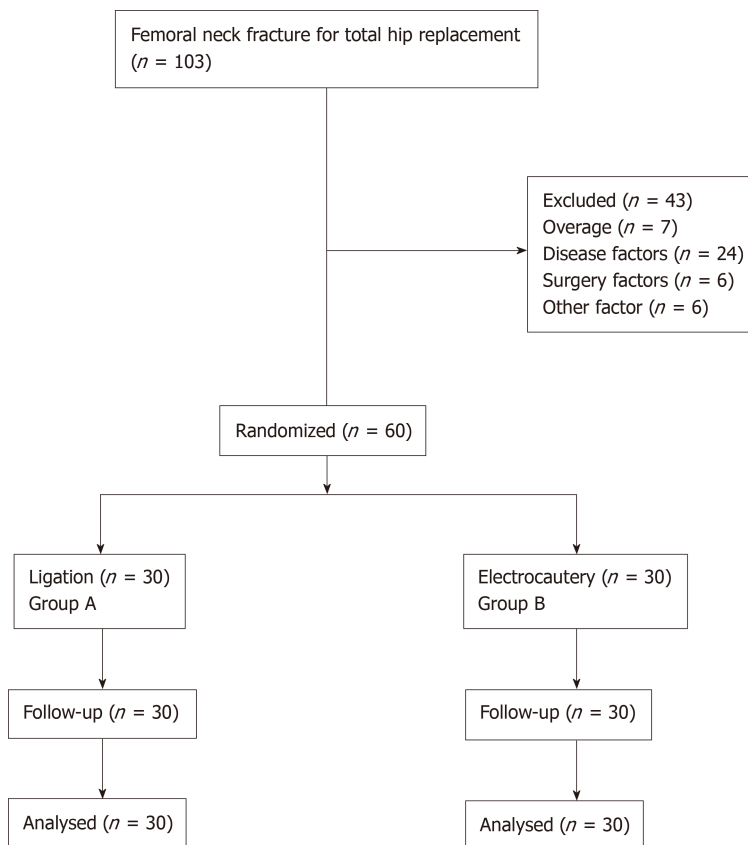 Femoral neck fracture for total hip replacement
(n = 103)
Excluded (n = 43)
Overage (n = 7)
Disease factors (n = 24)
Surgery factors (n = 6)
Other factor (n = 6)
Randomized (n = 60)
Ligation (n = 30)
Group A
Electrocautery (n = 30)
Group B
Follow-up (n = 30)
Follow-up (n = 30)
Analysed (n = 30)
Analysed (n = 30)